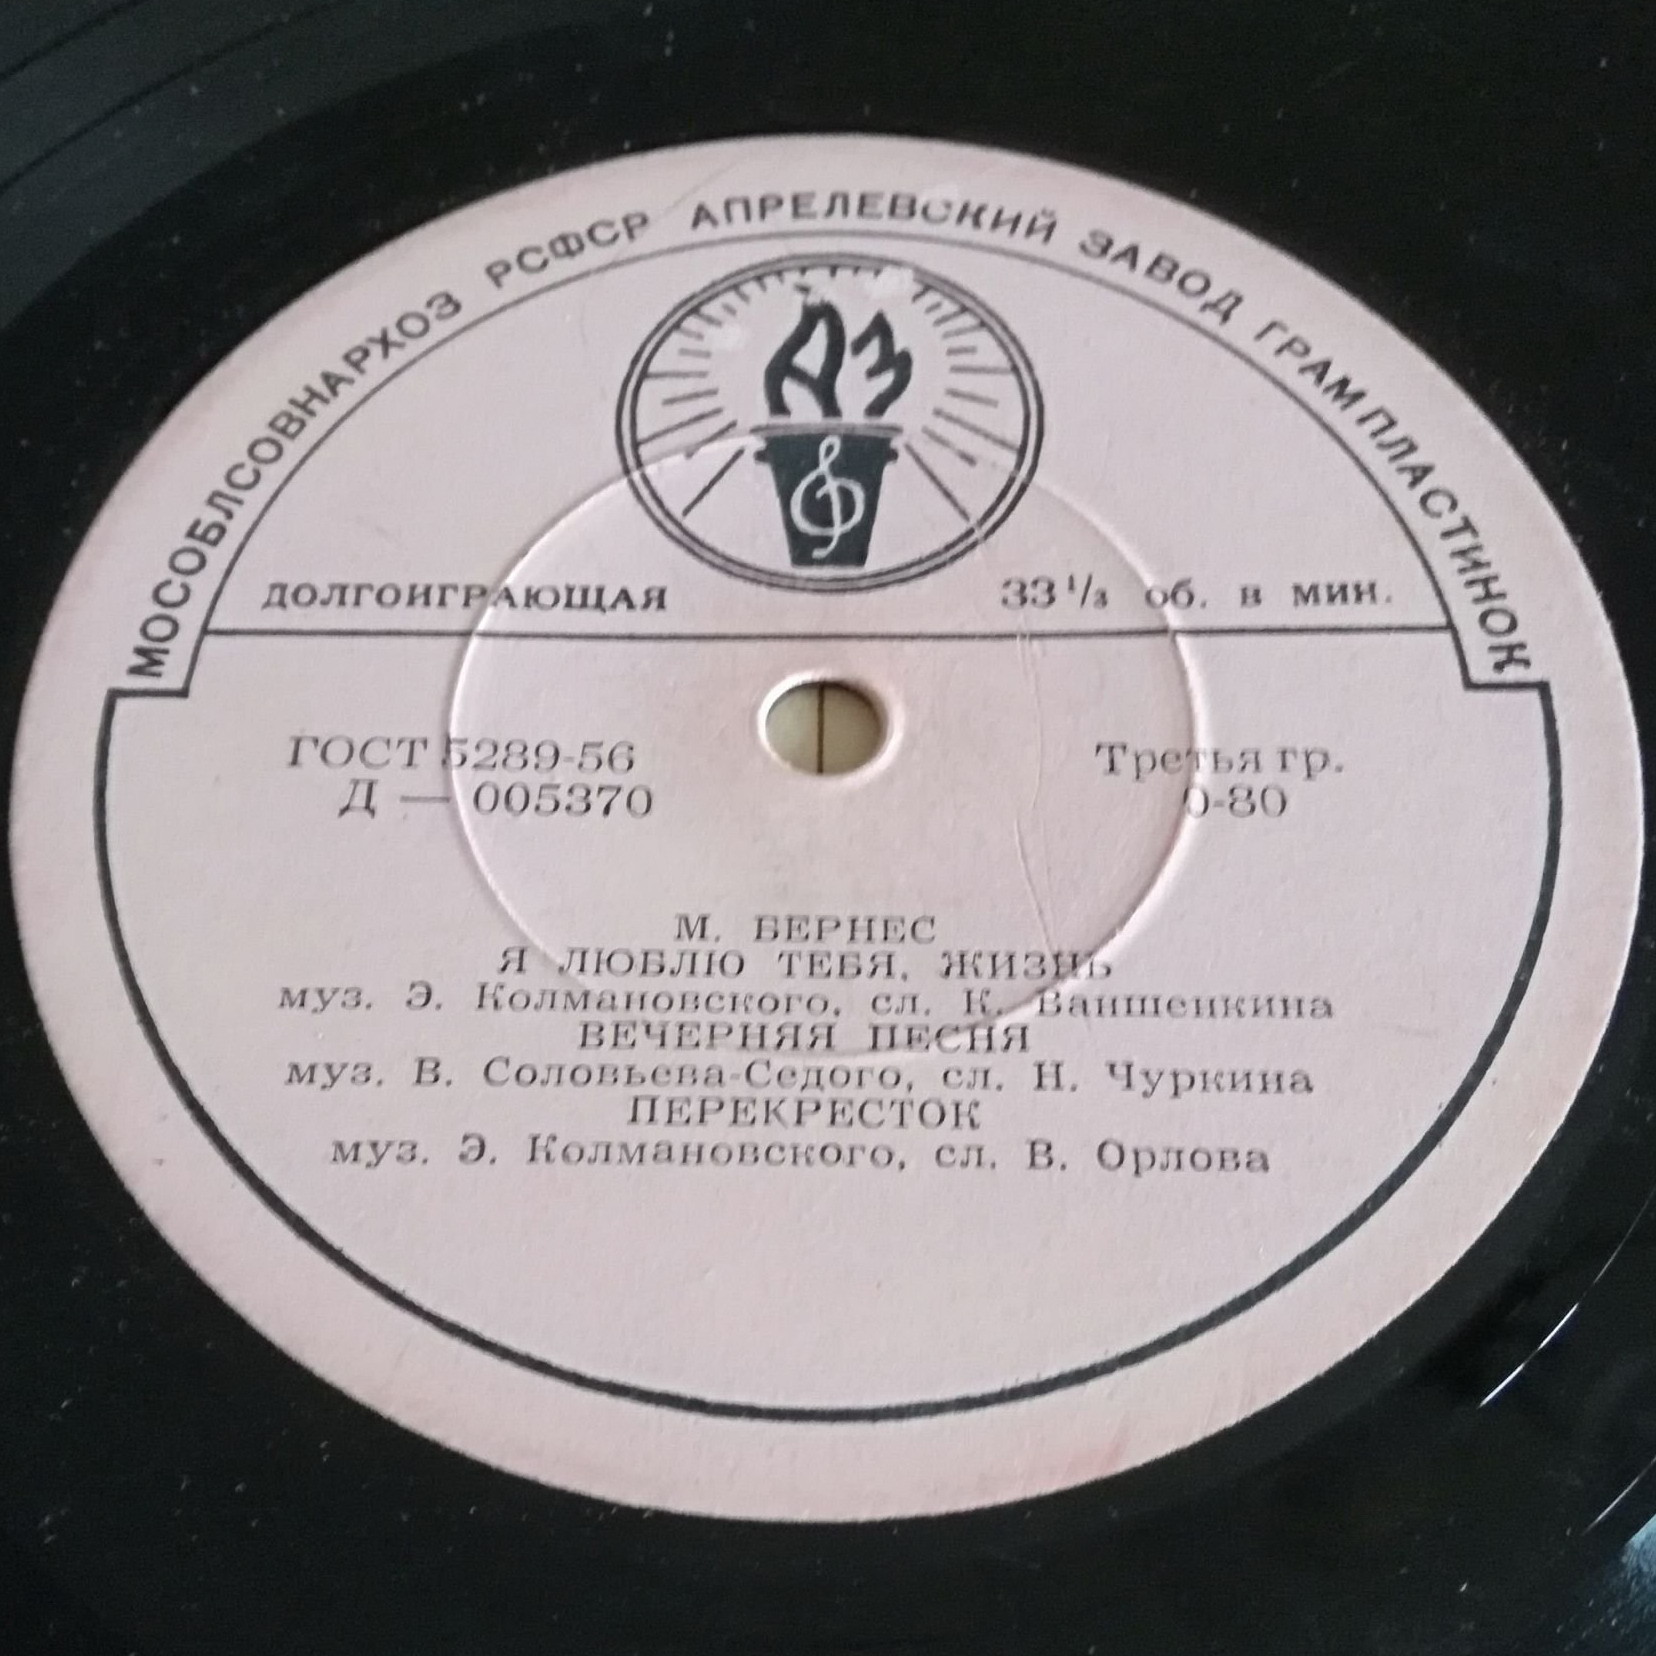 МОСОБЛСОВНАРХОЗ РСФСР АПРЕЛЕВСКИЙ ЗАВОД ГРАМПЛАСТИНОК
АЗ
ДОЛГОИГРАЮЩАЯ 33 1/3 об. в мин.
ГОСТ 5289-56 Третья гр.
Д — 005370 0-80
М. БЕРНЕС
Я ЛЮБЛЮ ТЕБЯ, ЖИЗНЬ
муз. Э. Колмановского, сл. К. Ваншенкина
ВЕЧЕРНЯЯ ПЕСНЯ
муз. В. Соловьева-Седого, сл. Н. Чуркина
ПЕРЕКРЕСТОК
муз. Э. Колмановского, сл. В. Орлова